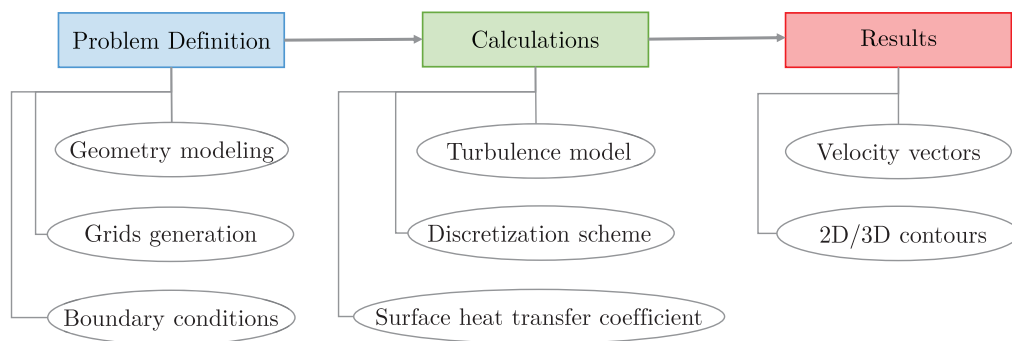 Problem Definition
Calculations
Results
Geometry modeling
Turbulence model
Velocity vectors
Grids generation
Discretization scheme
2D/3D contours
Boundary conditions
Surface heat transfer coefficient